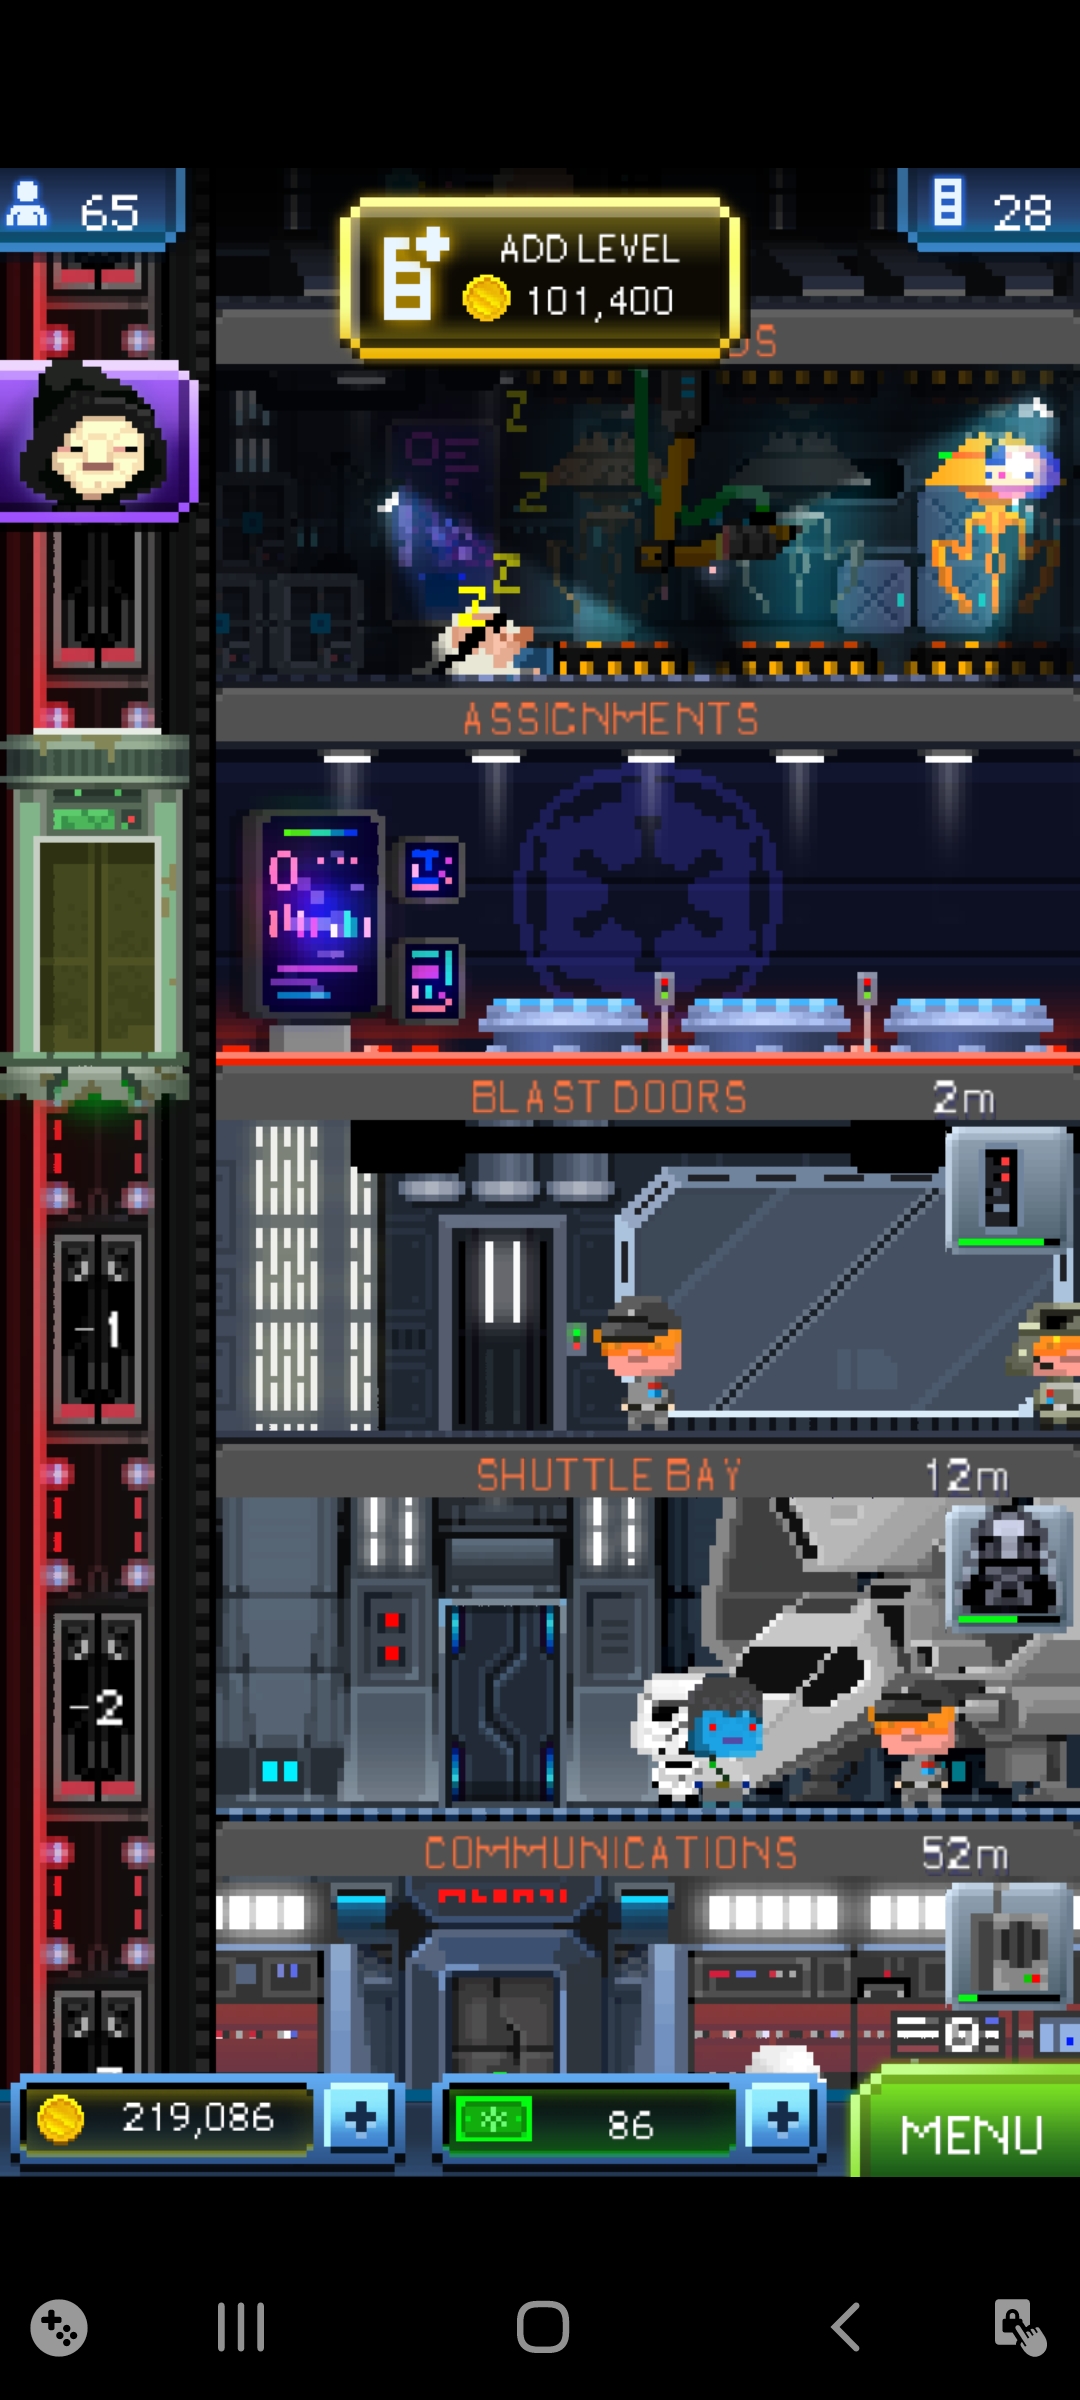 65
ADD LEVEL
101,400
28
Z
Z
Z
Z
ASSIGNMENTS
BLAST DOORS 2m
-1
SHUTTLE BAY 12m
-2
COMMUNICATIONS 52m
219,086 +
86 +
MENU